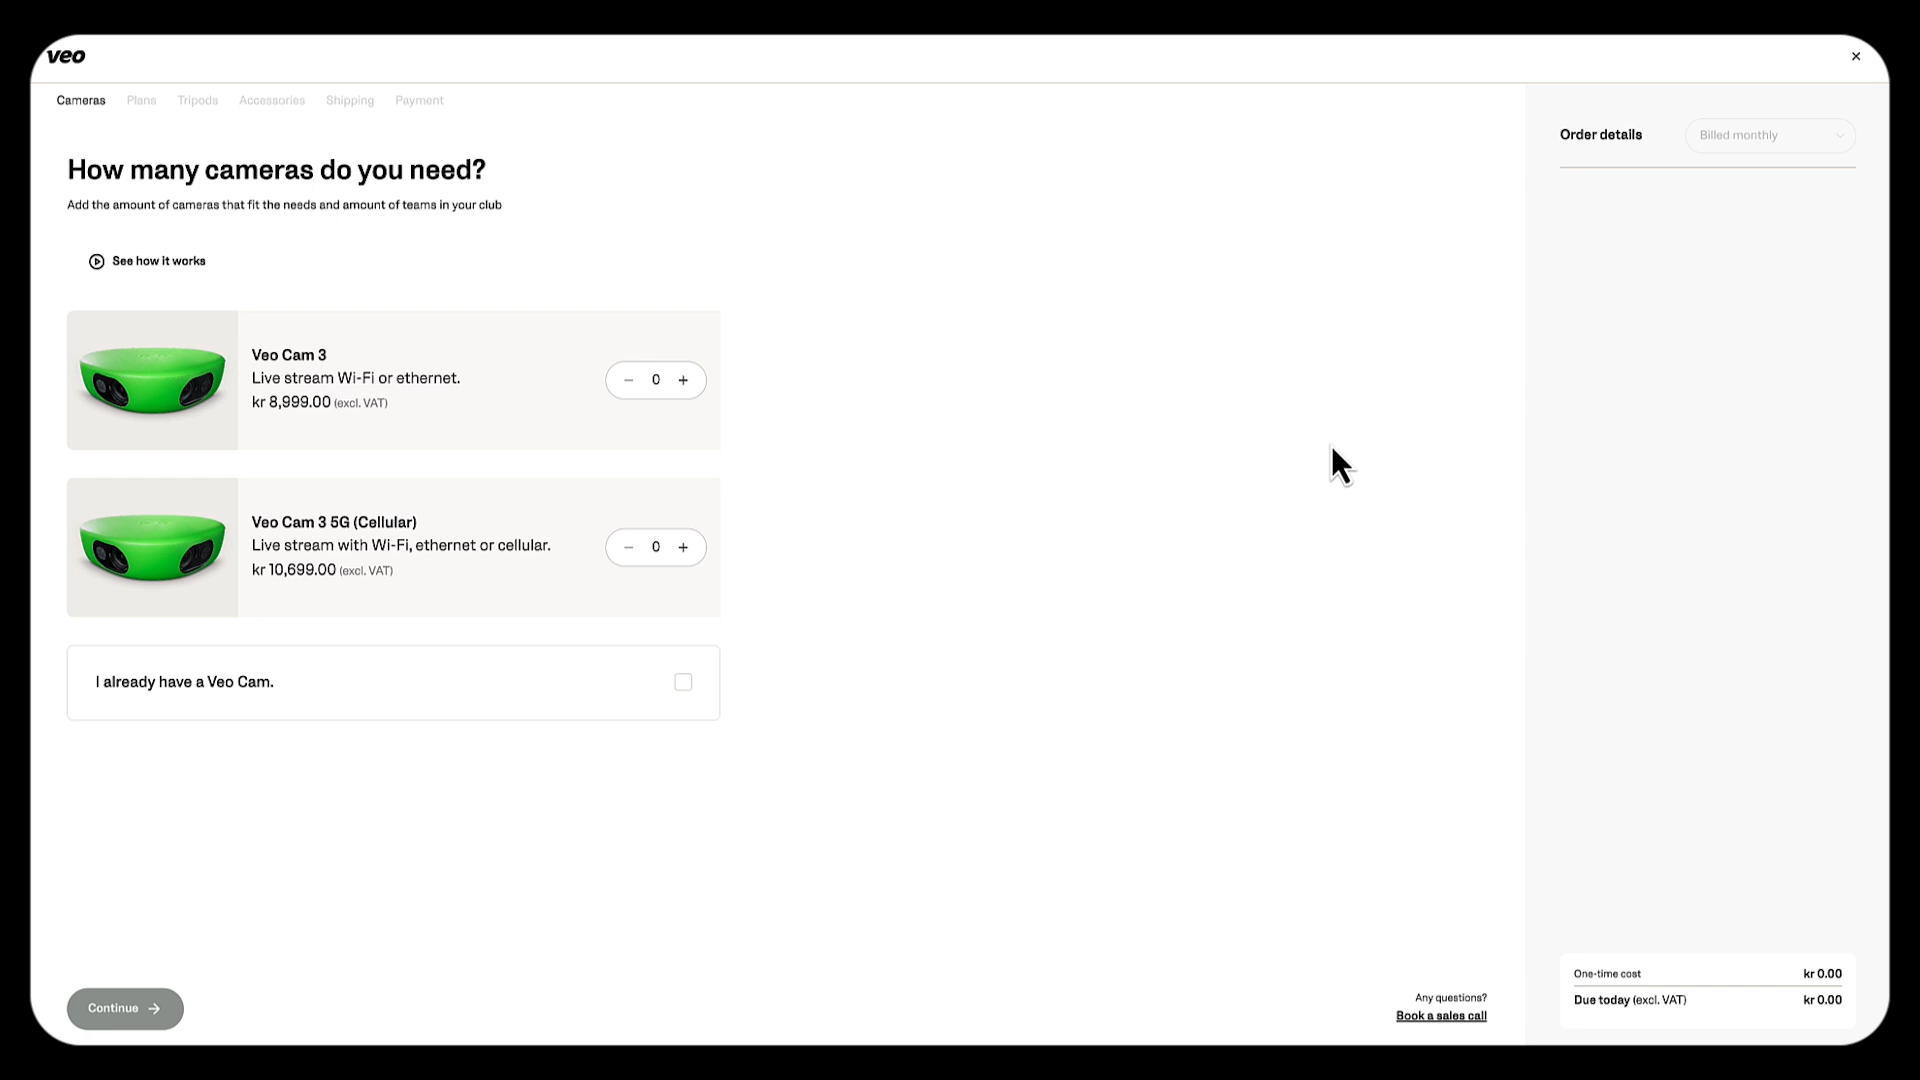 veo
Cameras Plans Tripods Accessories Shipping Payment
How many cameras do you need?
Add the amount of cameras that fit the needs and amount of teams in your club
See how it works
Veo Cam 3
Live stream Wi-Fi or ethernet.
kr 8,999.00 (excl. VAT)
0
Veo Cam 3 5G (Cellular)
Live stream with Wi-Fi, ethernet or cellular.
kr 10,699.00 (excl. VAT)
0
I already have a Veo Cam.
Continue
Any questions?
Book a sales call
Order details
Billed monthly
One-time cost kr 0.00
Due today (excl. VAT) kr 0.00